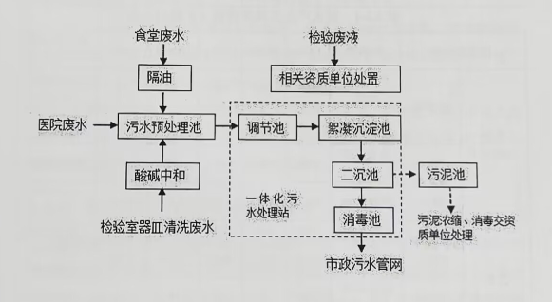 食堂废水
检验废液
隔油
相关资质单位处置
医院废水
污水预处理池
调节池
絮凝沉淀池
酸碱中和
二沉池
污泥池
一体化污
水处理站
消毒池
污泥浓缩、消毒交资
质单位处理
检验室器皿清洗废水
市政污水管网